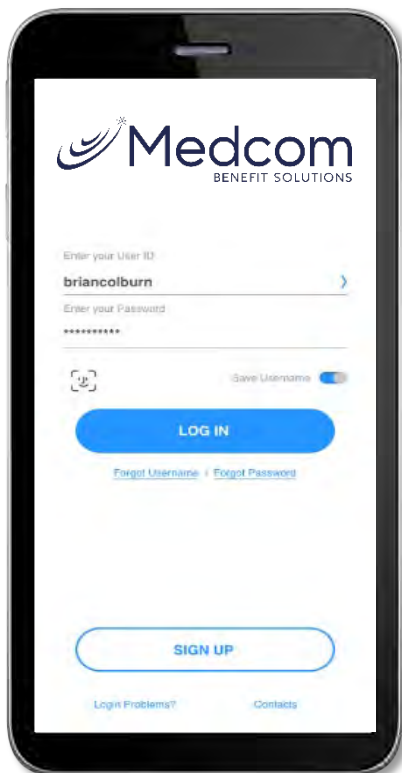 Medcom
BENEFIT SOLUTIONS
Enter your User ID
briancolburn
Enter your Password
**********
Save Username
LOG IN
Forgot Username | Forgot Password
SIGN UP
Login Problems? Contacts